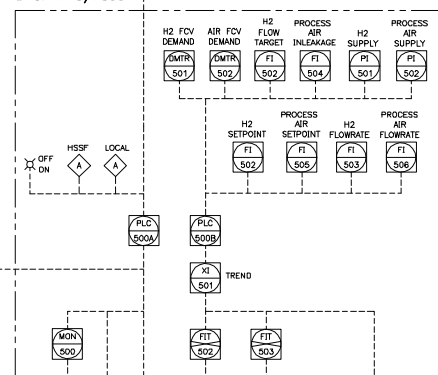 H2 FCV
DEMAND
AIR FCV
DEMAND
H2
FLOW
TARGET
PROCESS
AIR
INLEAKAGE
H2
SUPPLY
PROCESS
AIR
SUPPLY
DMTR
501
DMTR
502
FI
502
FI
504
PI
501
PI
502
H2
SETPOINT
PROCESS
AIR
SETPOINT
H2
FLOWRATE
PROCESS
AIR
FLOWRATE
FI
502
FI
505
FI
503
FI
506
OFF
ON
HSSF
A
LOCAL
A
PLC
500A
PLC
500B
XI
501
TREND
MON
500
FIT
502
FIT
503